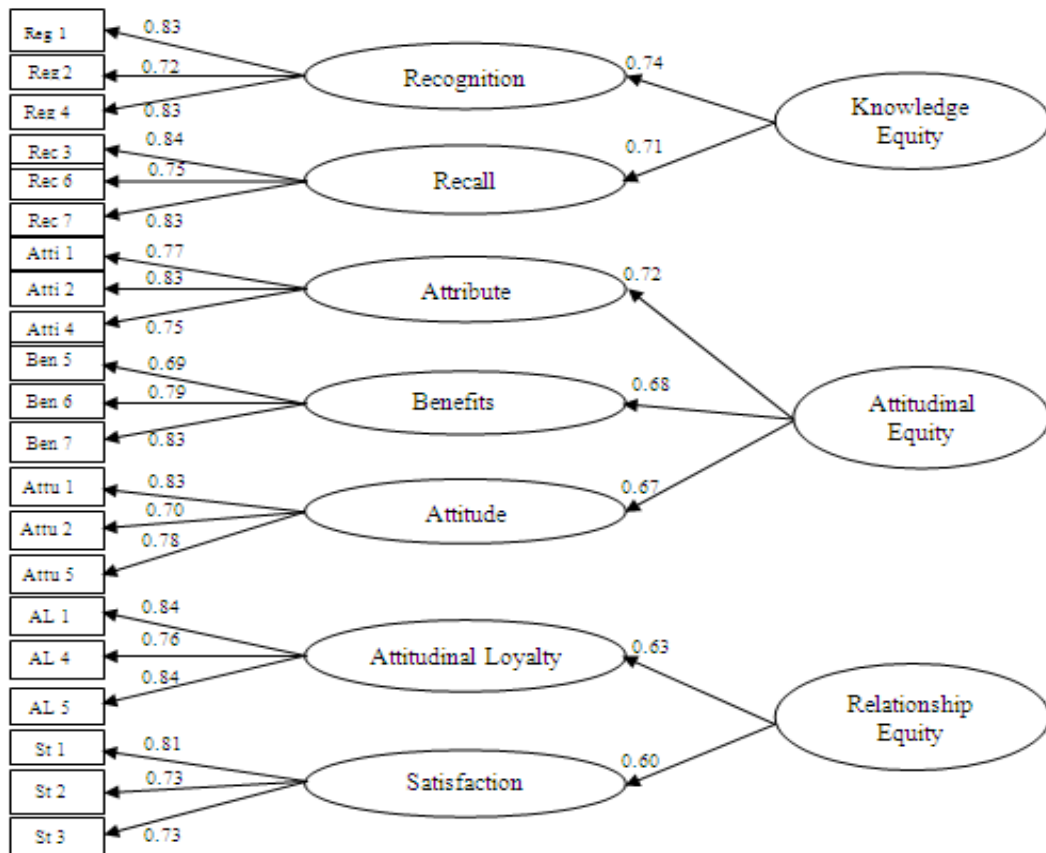 Reg 1
0.83
Reg 2
0.72
Reg 4
0.83
Recognition
0.74
Knowledge
Equity
Rec 3
0.84
Rec 6
0.75
Rec 7
0.83
Recall
0.71
Atti 1
0.77
Atti 2
0.83
Atti 4
0.75
Attribute
0.72
Ben 5
0.69
Ben 6
0.79
Ben 7
0.83
Benefits
0.68
Attitudinal
Equity
Attu 1
0.83
Attu 2
0.70
Attu 5
0.78
Attitude
0.67
AL 1
0.84
AL 4
0.76
AL 5
0.84
Attitudinal Loyalty
0.63
Relationship
Equity
St 1
0.81
St 2
0.73
St 3
0.73
Satisfaction
0.60